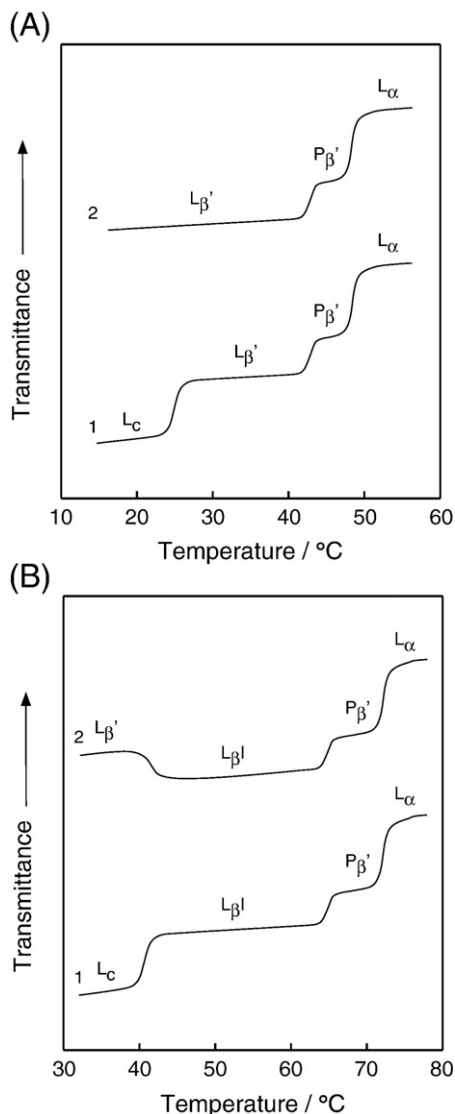 (A)
Lα
Pβ'
2
Lβ'
Lα
Pβ'
Lβ'
1
Lc
Transmittance
10 20 30 40 50 60
Temperature / °C
(B)
Lα
Pβ'
2 Lβ'
LβI
Lα
Pβ'
LβI
1 Lc
Transmittance
30 40 50 60 70 80
Temperature / °C